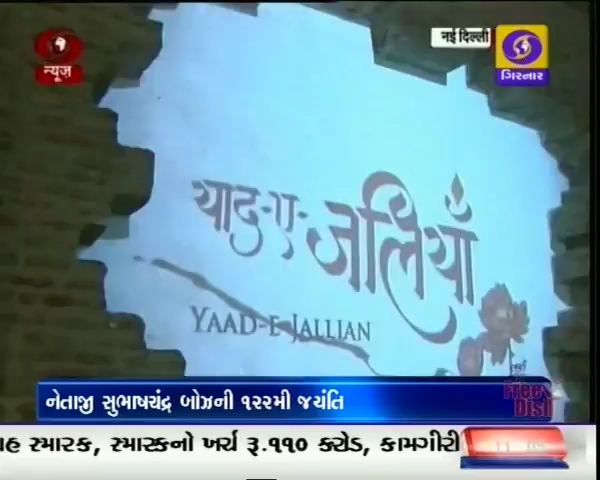 ન્યૂઝ
नई दिल्ली
ગિરનાર
याद-ए-जलियाँ
YAAD-E-JALLIAN
નેતાજી સુભાષચંદ્ર બોઝની ૧૨૨મી જયંતિ
Free
Dish
સ્મારક, સ્મારકનો ખર્ચ રૂ.૧૧૦ કરોડ, કામગીરી